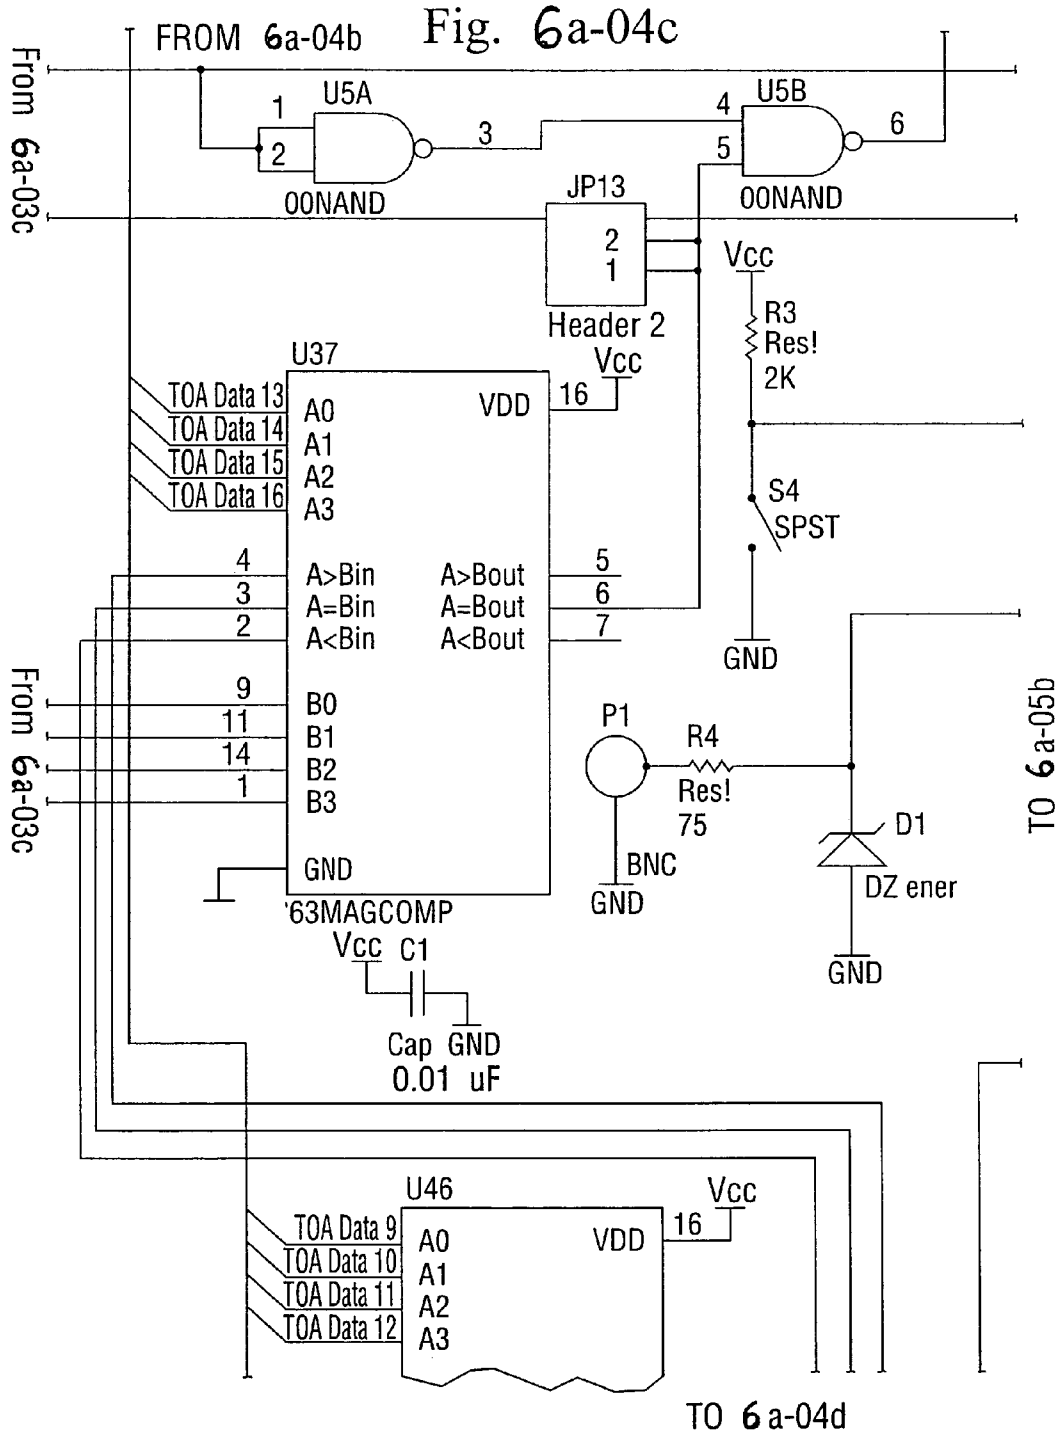 Fig. 6a-04c
FROM 6a-04b
From 6a-03c
U5A
1
2
3
00NAND
U5B
4
5
6
00NAND
JP13
2
1
Header 2
Vcc
R3
Res!
2K
S4
SPST
GND
U37
Vcc
TOA Data 13
A0
VDD
16
TOA Data 14
A1
TOA Data 15
A2
TOA Data 16
A3
4
A>Bin
A>Bout
5
3
A=Bin
A=Bout
6
2
A<Bin
A<Bout
7
From 6a-03c
9
B0
11
B1
14
B2
1
B3
GND
'63MAGCOMP
P1
R4
Res!
75
BNC
GND
D1
DZ ener
GND
TO 6a-05b
Vcc
C1
Cap
GND
0.01 uF
U46
Vcc
TOA Data 9
A0
VDD
16
TOA Data 10
A1
TOA Data 11
A2
TOA Data 12
A3
TO 6a-04d